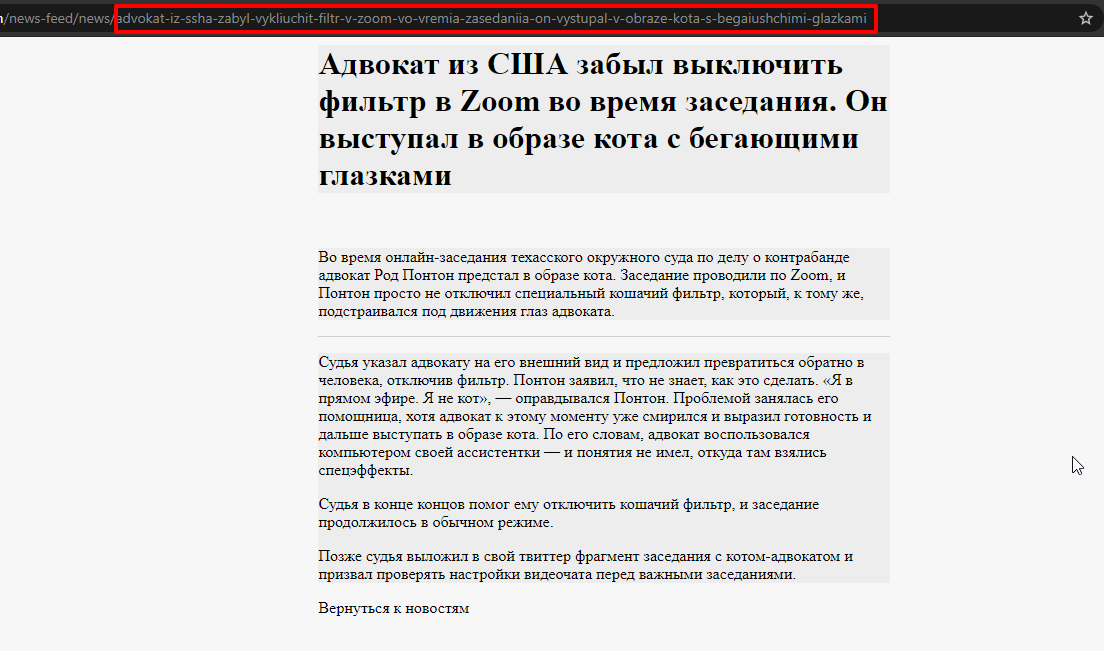 /news-feed/news/advokat-iz-ssha-zabyl-vykliuchit-filtr-v-zoom-vo-vremia-zasedaniia-on-vystupal-v-obraze-kota-s-begaiushchimi-glazkami
Адвокат из США забыл выключить
фильтр в Zoom во время заседания. Он
выступал в образе кота с бегающими
глазками
Во время онлайн-заседания техасского окружного суда по делу о контрабанде
адвокат Род Понтон предстал в образе кота. Заседание проводили по Zoom, и
Понтон просто не отключил специальный кошачий фильтр, который, к тому же,
подстраивался под движения глаз адвоката.
Судья указал адвокату на его внешний вид и предложил превратиться обратно в
человека, отключив фильтр. Понтон заявил, что не знает, как это сделать. «Я в
прямом эфире. Я не кот», — оправдывался Понтон. Проблемой занялась его
помощница, хотя адвокат к этому моменту уже смирился и выразил готовность и
дальше выступать в образе кота. По его словам, адвокат воспользовался
компьютером своей ассистентки — и понятия не имел, откуда там взялись
спецэффекты.
Судья в конце концов помог ему отключить кошачий фильтр, и заседание
продолжилось в обычном режиме.
Позже судья выложил в свой твиттер фрагмент заседания с котом-адвокатом и
призвал проверять настройки видеочата перед важными заседаниями.
Вернуться к новостям